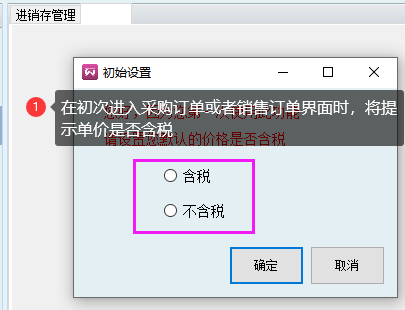 进销存管理
初始设置
1
在初次进入采购订单或者销售订单界面时，将提
示单价是否含税
请设置您默认的价格是否含税
含税
不含税
确定
取消